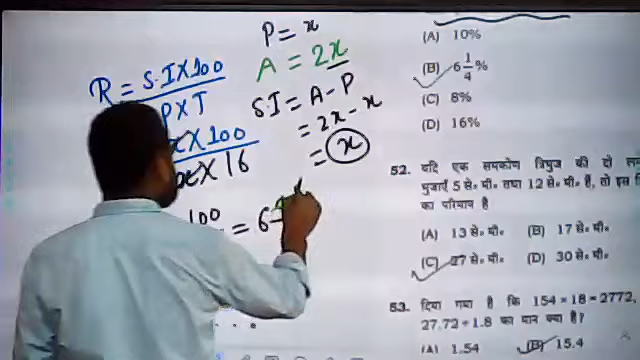 P = x
A = 2x
R = S.I X 100
P X T
SI = A - P
= 2x - x
= x
x X 100
x X 16
100
= 6
(A) 10%
(B) 6 1/4 %
(C) 8%
(D) 16%
52. यदि एक समकोण त्रिभुज की दो
भुजाएँ 5 से॰ मी॰ तथा 12 से॰ मी॰ हैं, तो इस
का परिमाप है
(A) 13 से॰ मी॰ (B) 17 से॰ मी॰
(C) 27 से॰ मी॰ (D) 30 से॰ मी॰
53. दिया गया है कि 154 × 18 = 2772,
27.72 ÷ 1.8 का मान क्या है?
(A) 1.54 (B) 15.4